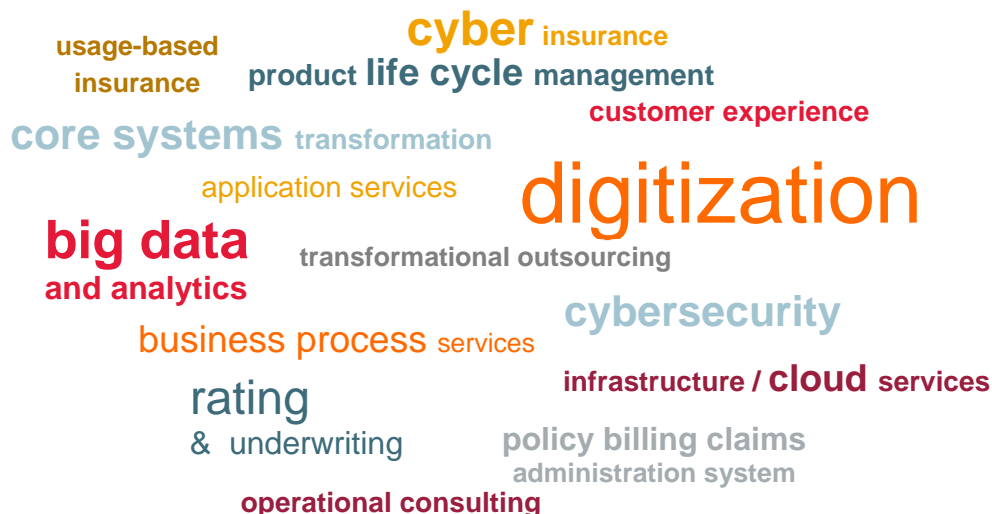 cyber insurance
usage-based
insurance
product life cycle management
customer experience
core systems transformation
digitization
application services
big data
and analytics
transformational outsourcing
cybersecurity
business process services
infrastructure / cloud services
rating
& underwriting
policy billing claims
administration system
operational consulting